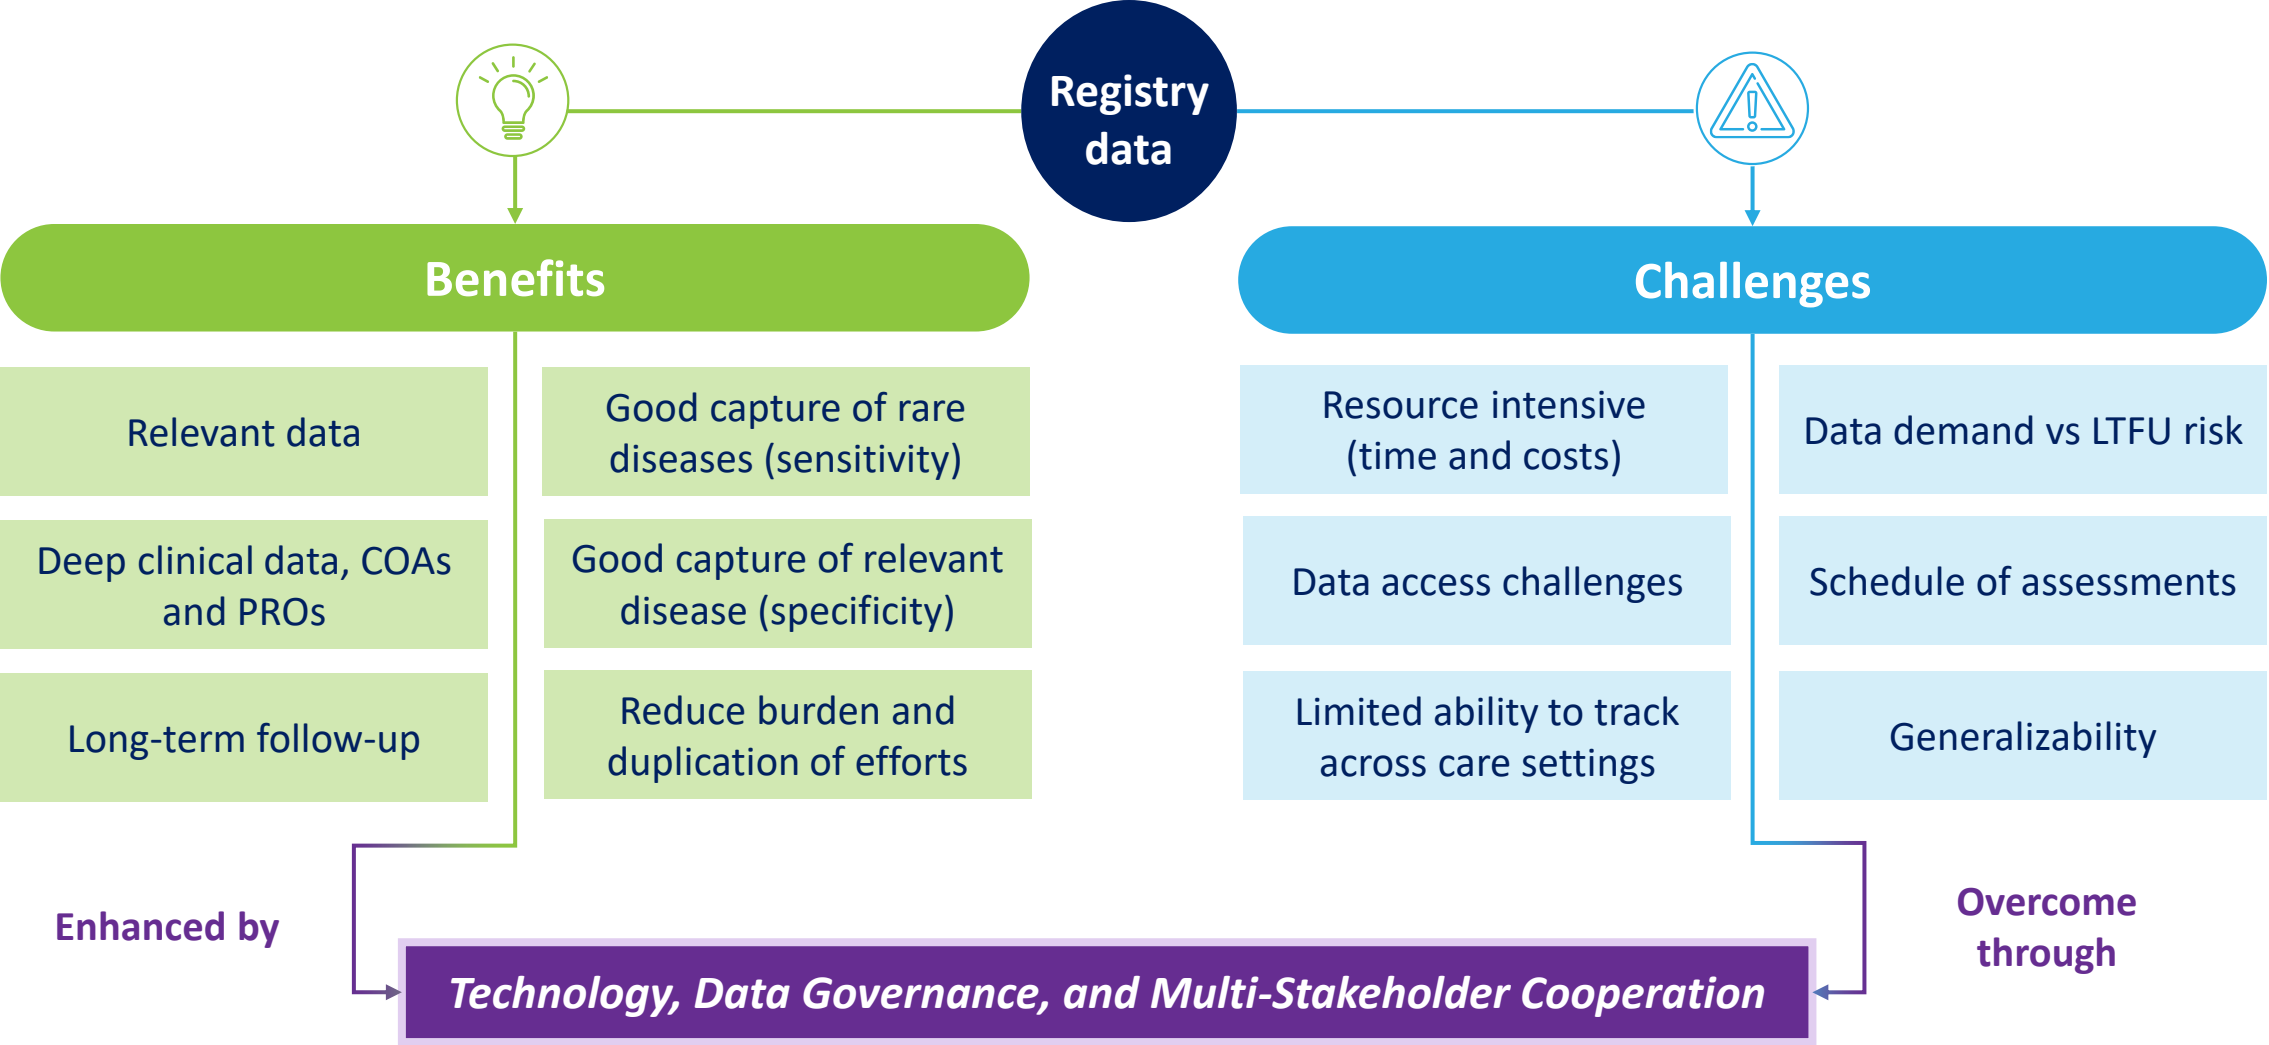 Registry
data
Benefits
Relevant data
Good capture of rare
diseases (sensitivity)
Deep clinical data, COAs
and PROs
Good capture of relevant
disease (specificity)
Long-term follow-up
Reduce burden and
duplication of efforts
Challenges
Resource intensive
(time and costs)
Data demand vs LTFU risk
Data access challenges
Schedule of assessments
Limited ability to track
across care settings
Generalizability
Enhanced by
Overcome
through
Technology, Data Governance, and Multi-Stakeholder Cooperation